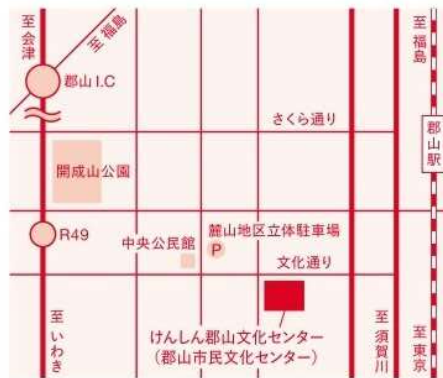 至会津
至福島
至福島
郡山 I.C
さくら通り
郡山駅
開成山公園
R49
中央公民館
麓山地区立体駐車場
P
文化通り
至いわき
けんしん郡山文化センター
(郡山市民文化センター)
至須賀川
至東京